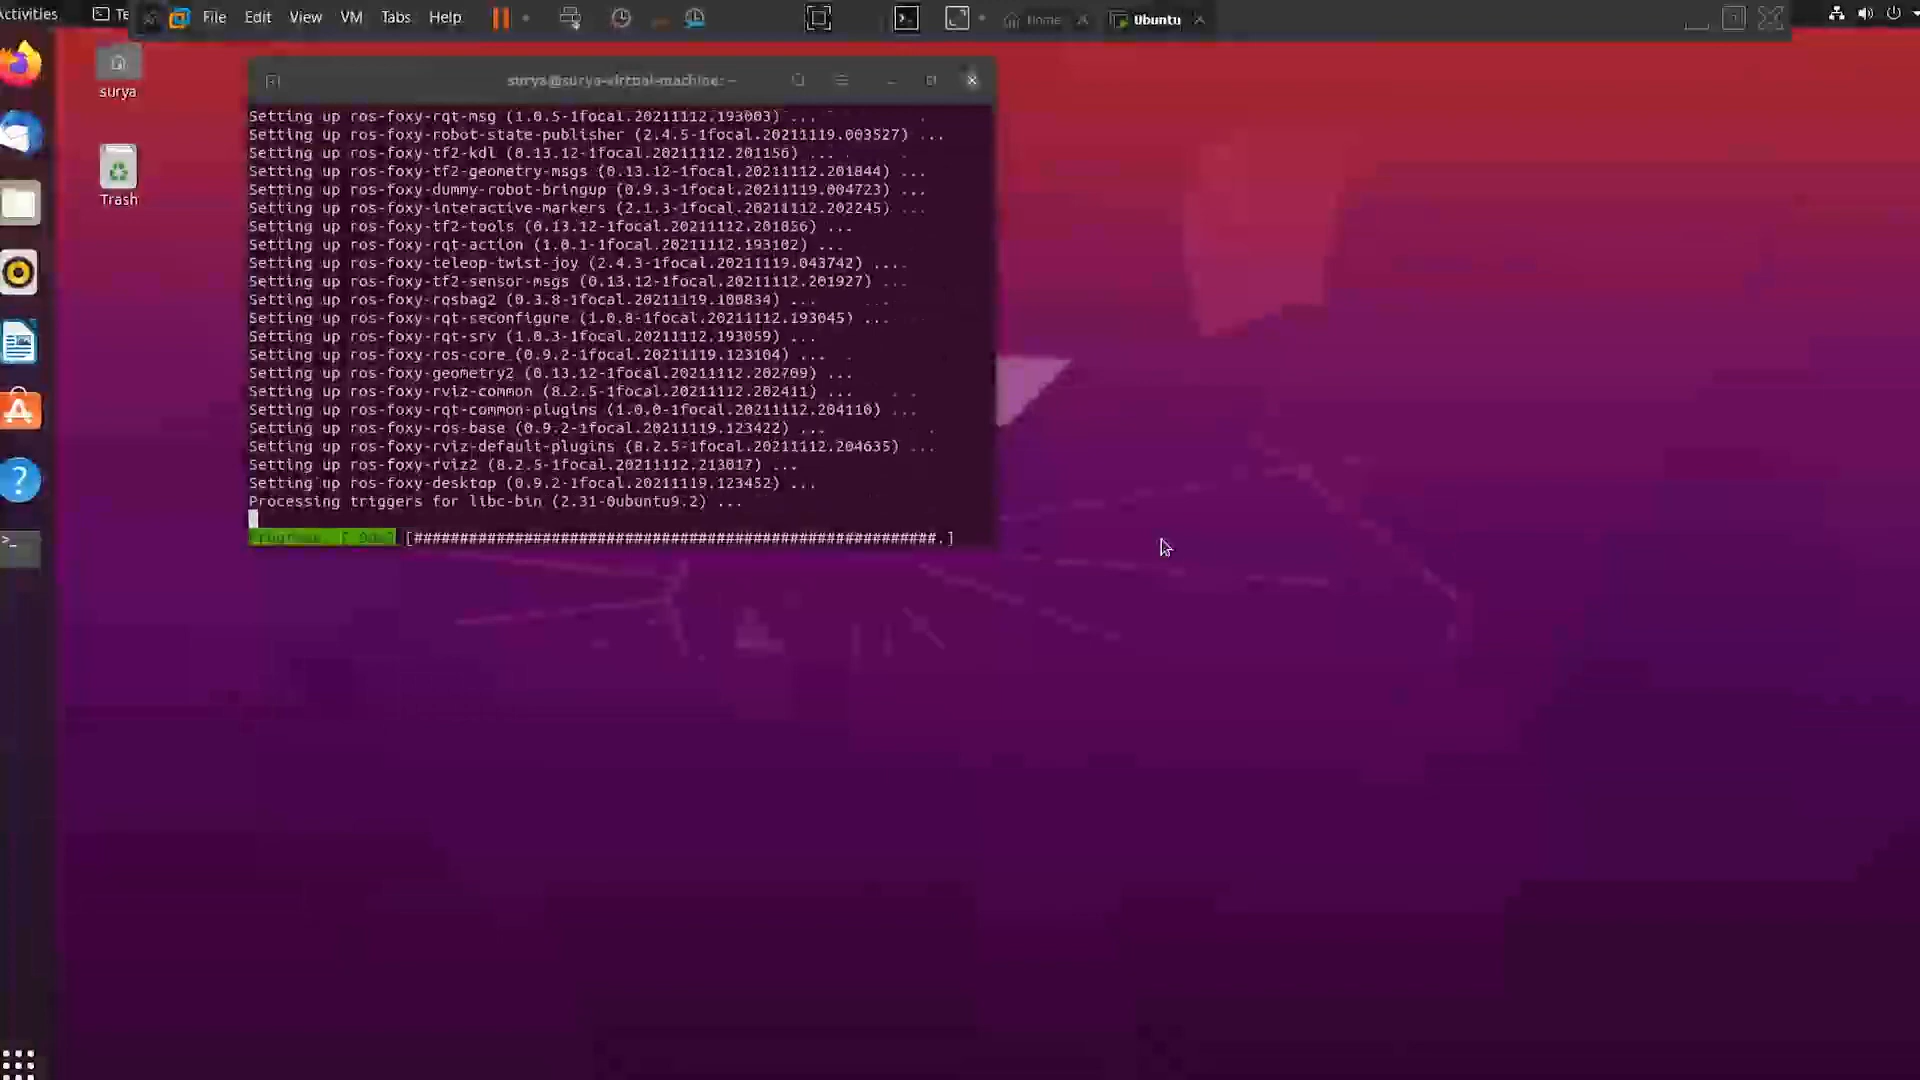 Activities
Te
File Edit View VM Tabs Help
Home
Ubuntu
surya
Trash
surya@surya-virtual-machine: ~
Setting up ros-foxy-rqt-msg (1.0.5-1focal.20211112.193003) ...
Setting up ros-foxy-robot-state-publisher (2.4.5-1focal.20211119.003527) ...
Setting up ros-foxy-tf2-kdl (0.13.12-1focal.20211112.201156) ...
Setting up ros-foxy-tf2-geometry-msgs (0.13.12-1focal.20211112.201844) ...
Setting up ros-foxy-dummy-robot-bringup (0.9.3-1focal.20211119.004723) ...
Setting up ros-foxy-interactive-markers (2.1.3-1focal.20211112.202245) ...
Setting up ros-foxy-tf2-tools (0.13.12-1focal.20211112.201856) ...
Setting up ros-foxy-rqt-action (1.0.1-1focal.20211112.193102) ...
Setting up ros-foxy-teleop-twist-joy (2.4.3-1focal.20211119.043742) ...
Setting up ros-foxy-tf2-sensor-msgs (0.13.12-1focal.20211112.201927) ...
Setting up ros-foxy-rosbag2 (0.3.8-1focal.20211119.100834) ...
Setting up ros-foxy-rqt-reconfigure (1.0.8-1focal.20211112.193045) ...
Setting up ros-foxy-rqt-srv (1.0.3-1focal.20211112.193059) ...
Setting up ros-foxy-ros-core (0.9.2-1focal.20211119.123104) ...
Setting up ros-foxy-geometry2 (0.13.12-1focal.20211112.202709) ...
Setting up ros-foxy-rviz-common (8.2.5-1focal.20211112.202411) ...
Setting up ros-foxy-rqt-common-plugins (1.0.0-1focal.20211112.204110) ...
Setting up ros-foxy-ros-base (0.9.2-1focal.20211119.123422) ...
Setting up ros-foxy-rviz-default-plugins (8.2.5-1focal.20211112.204635) ...
Setting up ros-foxy-rviz2 (8.2.5-1focal.20211112.213017) ...
Setting up ros-foxy-desktop (0.9.2-1focal.20211119.123452) ...
Processing triggers for libc-bin (2.31-0ubuntu9.2) ...
[#########################################################.]